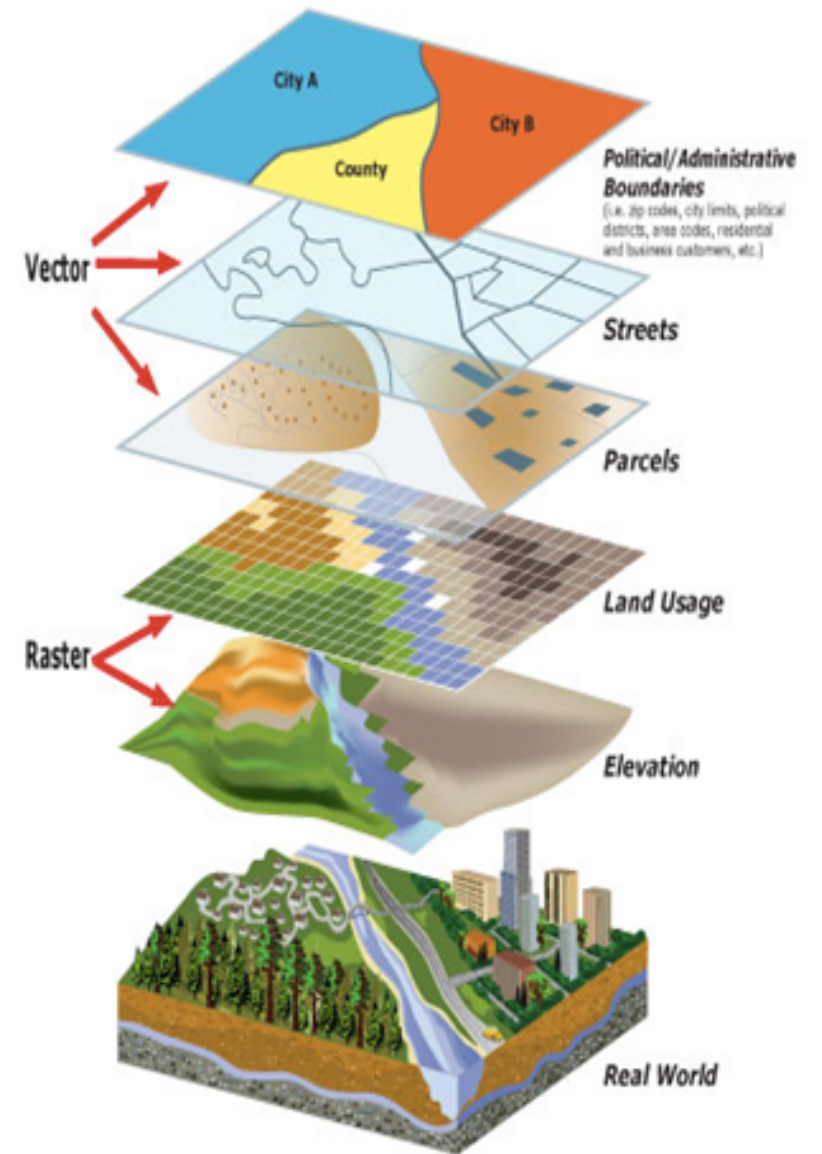 City A
City B
County
Political/Administrative
Boundaries
(i.e. zip codes, city limits, political
districts, area codes, residential
and business customers, etc.)
Vector
Streets
Parcels
Land Usage
Raster
Elevation
Real World